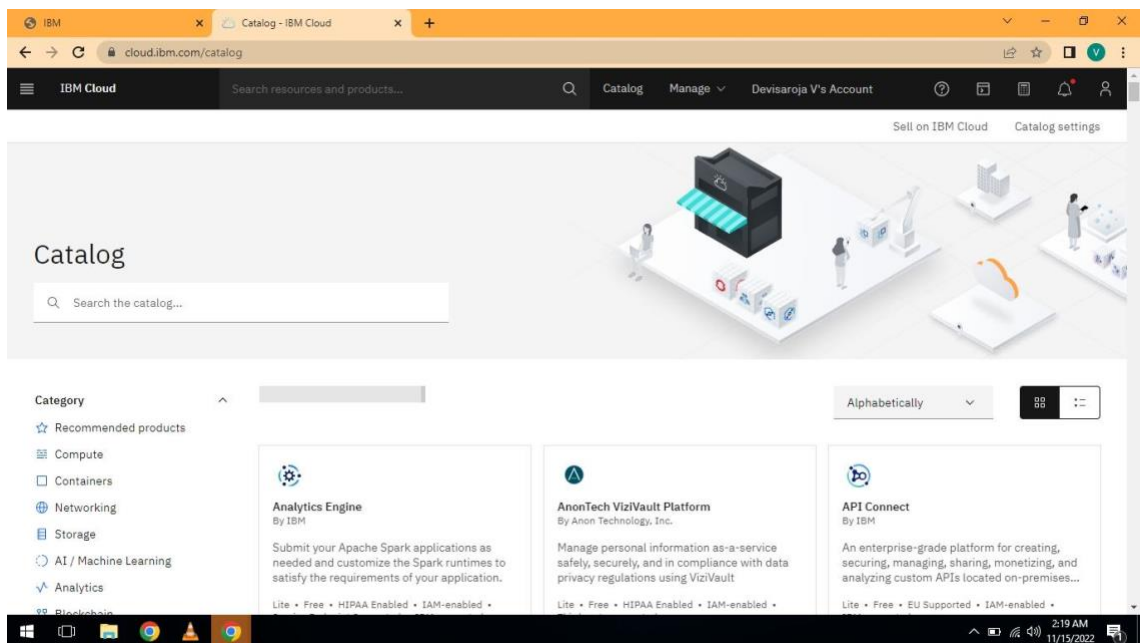 IBM
Catalog - IBM Cloud
cloud.ibm.com/catalog
V
IBM Cloud
Search resources and products...
Catalog
Manage
Devisaroja V's Account
Sell on IBM Cloud
Catalog settings
Catalog
Search the catalog...
Category
Recommended products
Compute
Containers
Networking
Storage
AI / Machine Learning
Analytics
Blockchain
Alphabetically
Analytics Engine
By IBM
Submit your Apache Spark applications as
needed and customize the Spark runtimes to
satisfy the requirements of your application.
Lite • Free • HIPAA Enabled • IAM-enabled •
AnonTech ViziVault Platform
By Anon Technology, Inc.
Manage personal information as-a-service
safely, securely, and in compliance with data
privacy regulations using ViziVault
Lite • Free • HIPAA Enabled • IAM-enabled •
API Connect
By IBM
An enterprise-grade platform for creating,
securing, managing, sharing, monetizing, and
analyzing custom APIs located on-premises...
Lite • Free • EU Supported • IAM-enabled •
2:19 AM
11/15/2022
1